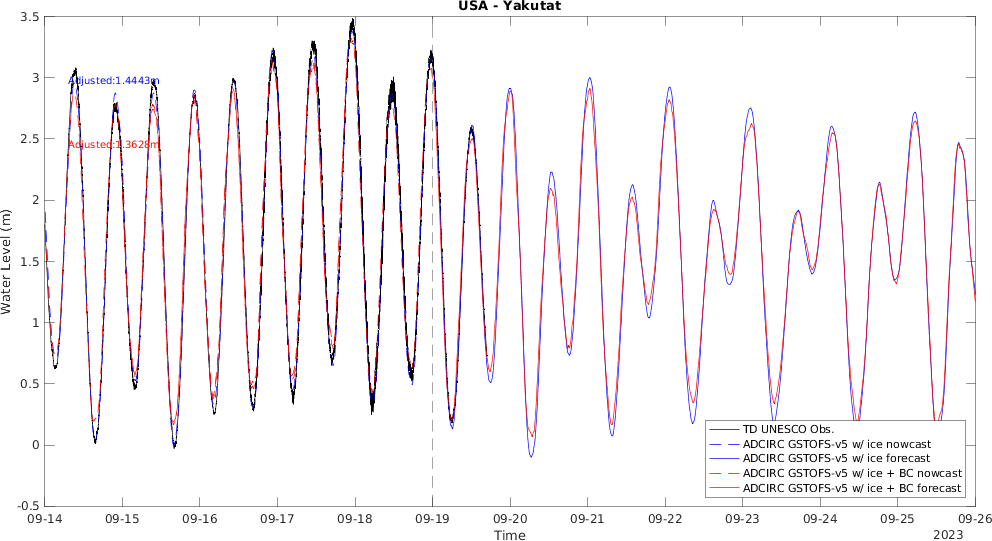 USA - Yakutat
3.5
3
2.5
2
1.5
1
0.5
0
-0.5
Water Level (m)
Adjusted:1.4443m
Adjusted:1.3628m
TD UNESCO Obs.
ADCIRC GSTOFS-v5 w/ ice nowcast
ADCIRC GSTOFS-v5 w/ ice forecast
ADCIRC GSTOFS-v5 w/ ice + BC nowcast
ADCIRC GSTOFS-v5 w/ ice + BC forecast
09-14 09-15 09-16 09-17 09-18 09-19 09-20 09-21 09-22 09-23 09-24 09-25 09-26
Time
2023